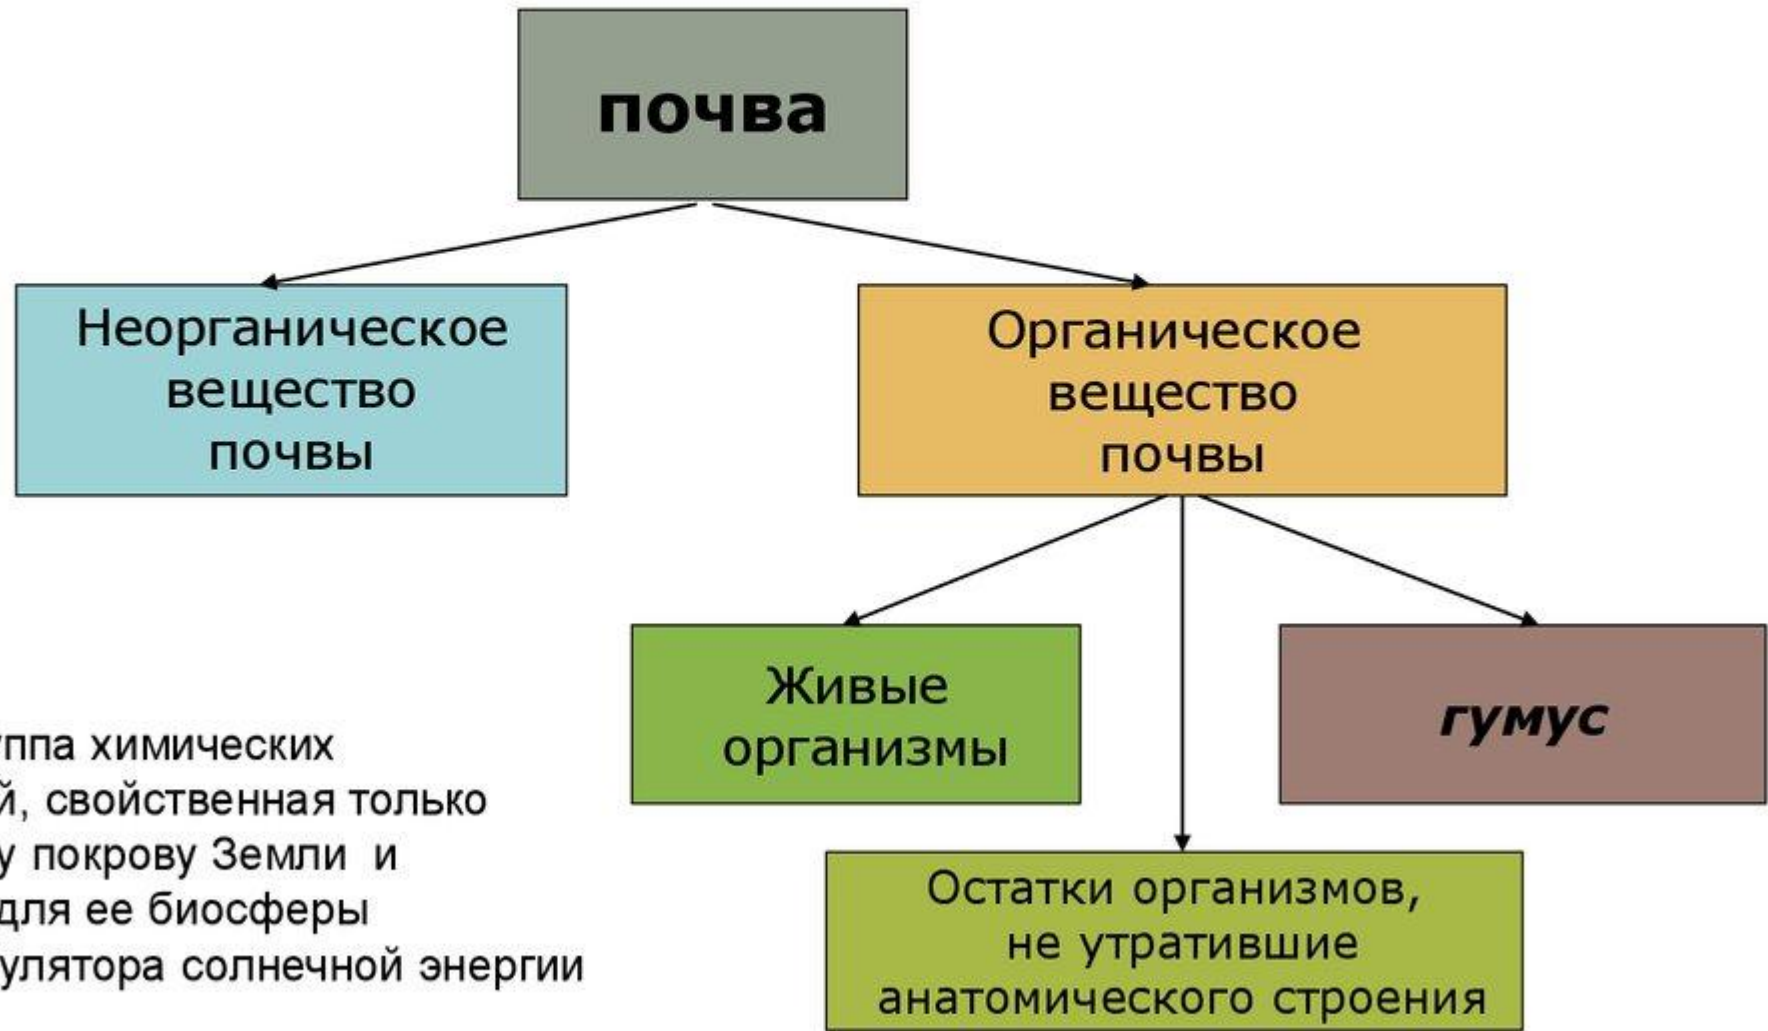 почва
Неорганическое
вещество
почвы
Органическое
вещество
почвы
Живые
организмы
гумус
Остатки организмов,
не утратившие
анатомического строения
химических
свойственная только
покрову Земли и
для ее биосферы
солнечной энергии